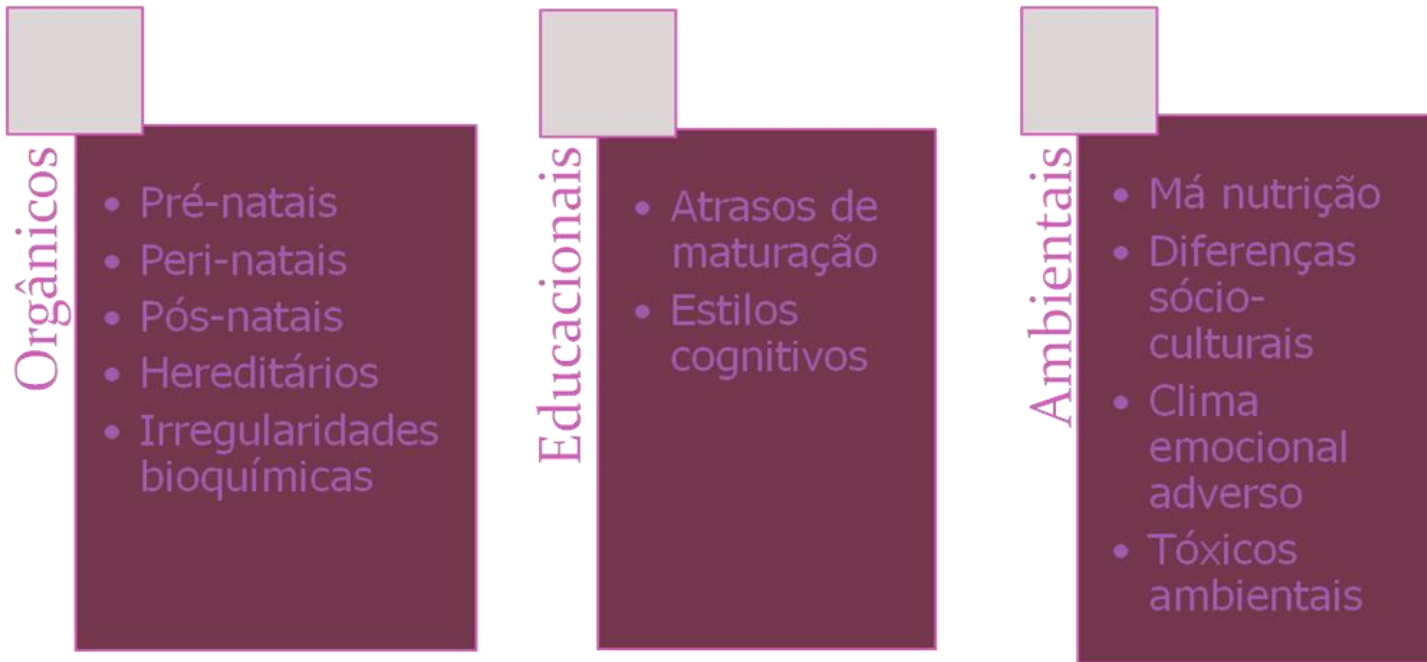 Orgânicos
• Pré-natais
• Peri-natais
• Pós-natais
• Hereditários
• Irregularidades
bioquímicas
Educacionais
• Atrasos de
maturação
• Estilos
cognitivos
Ambientais
• Má nutrição
• Diferenças
sócio-
culturais
• Clima
emocional
adverso
• Tóxicos
ambientais